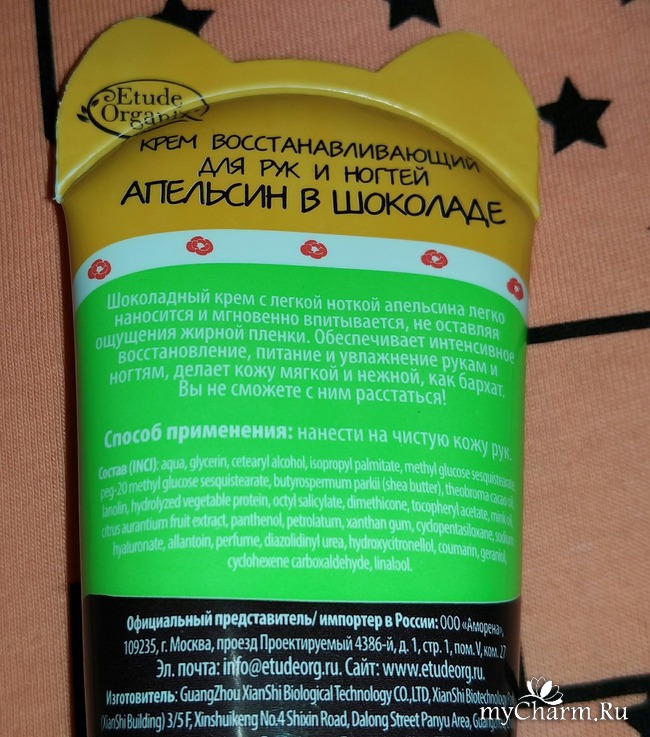 Etude
Organix
КРЕМ ВОССТАНАВЛИВАЮЩИЙ
ДЛЯ РУК И НОГТЕЙ
АПЕЛЬСИН В ШОКОЛАДЕ
Шоколадный крем с легкой ноткой апельсина легко
наносится и мгновенно впитывается, не оставляя
ощущения жирной пленки. Обеспечивает интенсивное
восстановление, питание и увлажнение рукам и
ногтям, делает кожу мягкой и нежной, как бархат.
Вы не сможете с ним расстаться!
Способ применения: нанести на чистую кожу рук.
Состав (INCI): aqua, glycerin, cetearyl alcohol, isopropyl palmitate, methyl glucose sesquistearate,
peg-20 methyl glucose sesquistearate, butyrospermum parkii (shea butter), theobroma cacao oil,
lanolin, hydrolyzed vegetable protein, octyl salicylate, dimethicone, tocopheryl acetate, mink oil,
citrus aurantium fruit extract, panthenol, petrolatum, xanthan gum, cyclopentasiloxane, sodium
hyaluronate, allantoin, perfume, diazolidinyl urea, hydroxycitronellol, coumarin, geraniol,
cyclohexene carboxaldehyde, linalool.
Официальный представитель/ импортер в России: ООО «Аморена»,
109235, г. Москва, проезд Проектируемый 4386-й, д. 1, стр. 1, пом. V, ком. 27
Эл. почта: info@etudeorg.ru. Сайт: www.etudeorg.ru.
Изготовитель: GuangZhou XianShi Biological Technology CO.,LTD, XianShi Biotechnology
(XianShi Building) 3/5 F, Xinshuikeng No.4 Shixin Road, Dalong Street Panyu Area,
myCharm.Ru